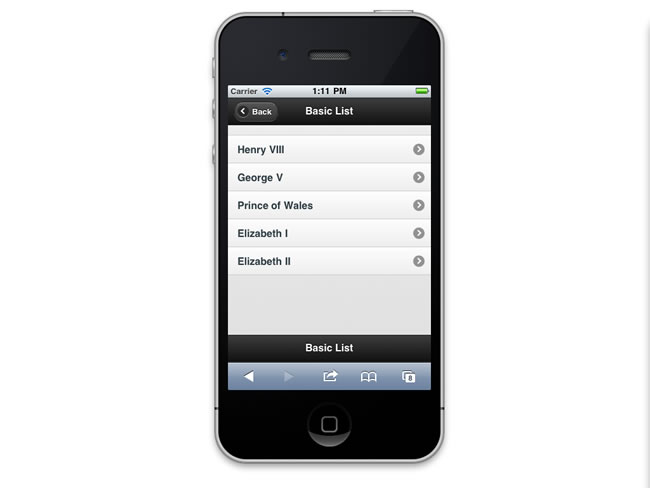 Carrier 1:11 PM
Back Basic List
Henry VIII
George V
Prince of Wales
Elizabeth I
Elizabeth II
Basic List
8